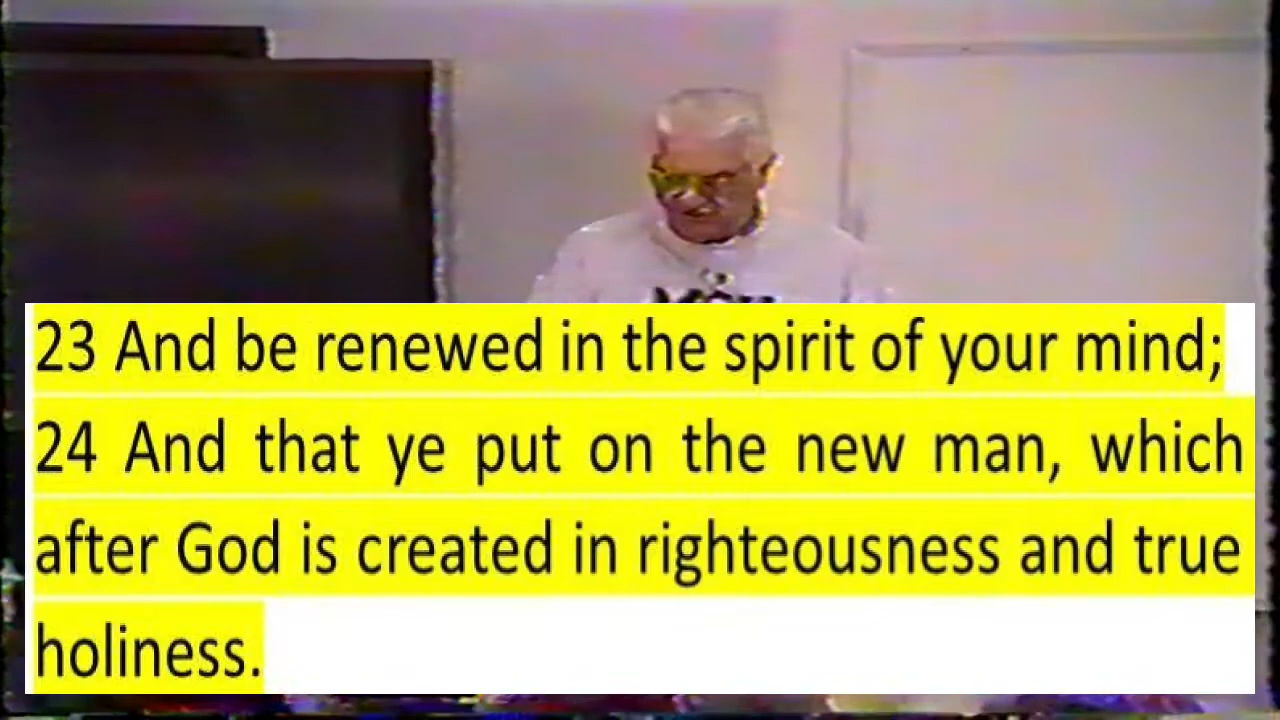 23 And be renewed in the spirit of your mind;
24 And that ye put on the new man, which
after God is created in righteousness and true
holiness.